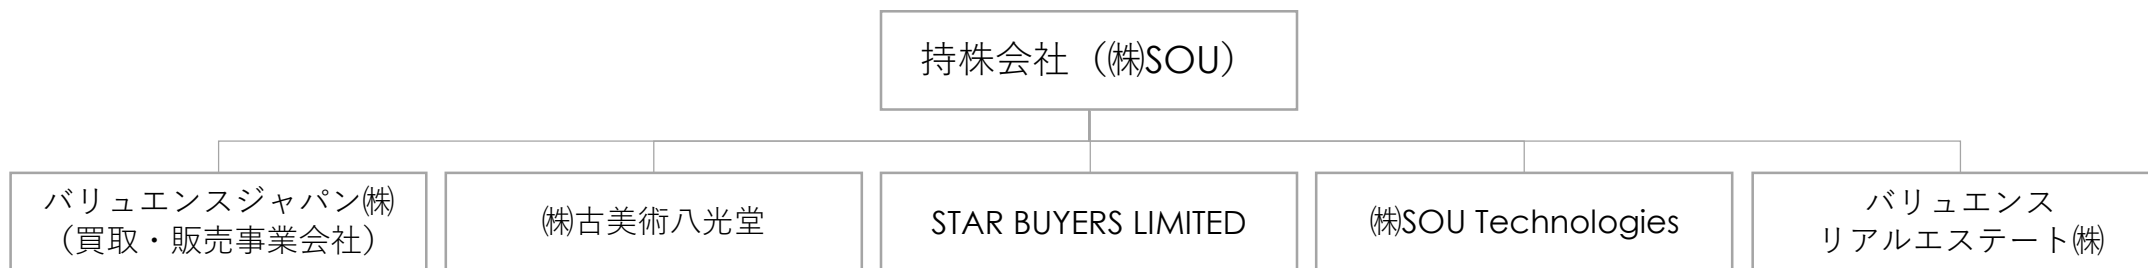 持株会社（㈱SOU）
バリュエンスジャパン㈱
（買取・販売事業会社）
㈱古美術八光堂
STAR BUYERS LIMITED
㈱SOU Technologies
バリュエンス
リアルエステート㈱